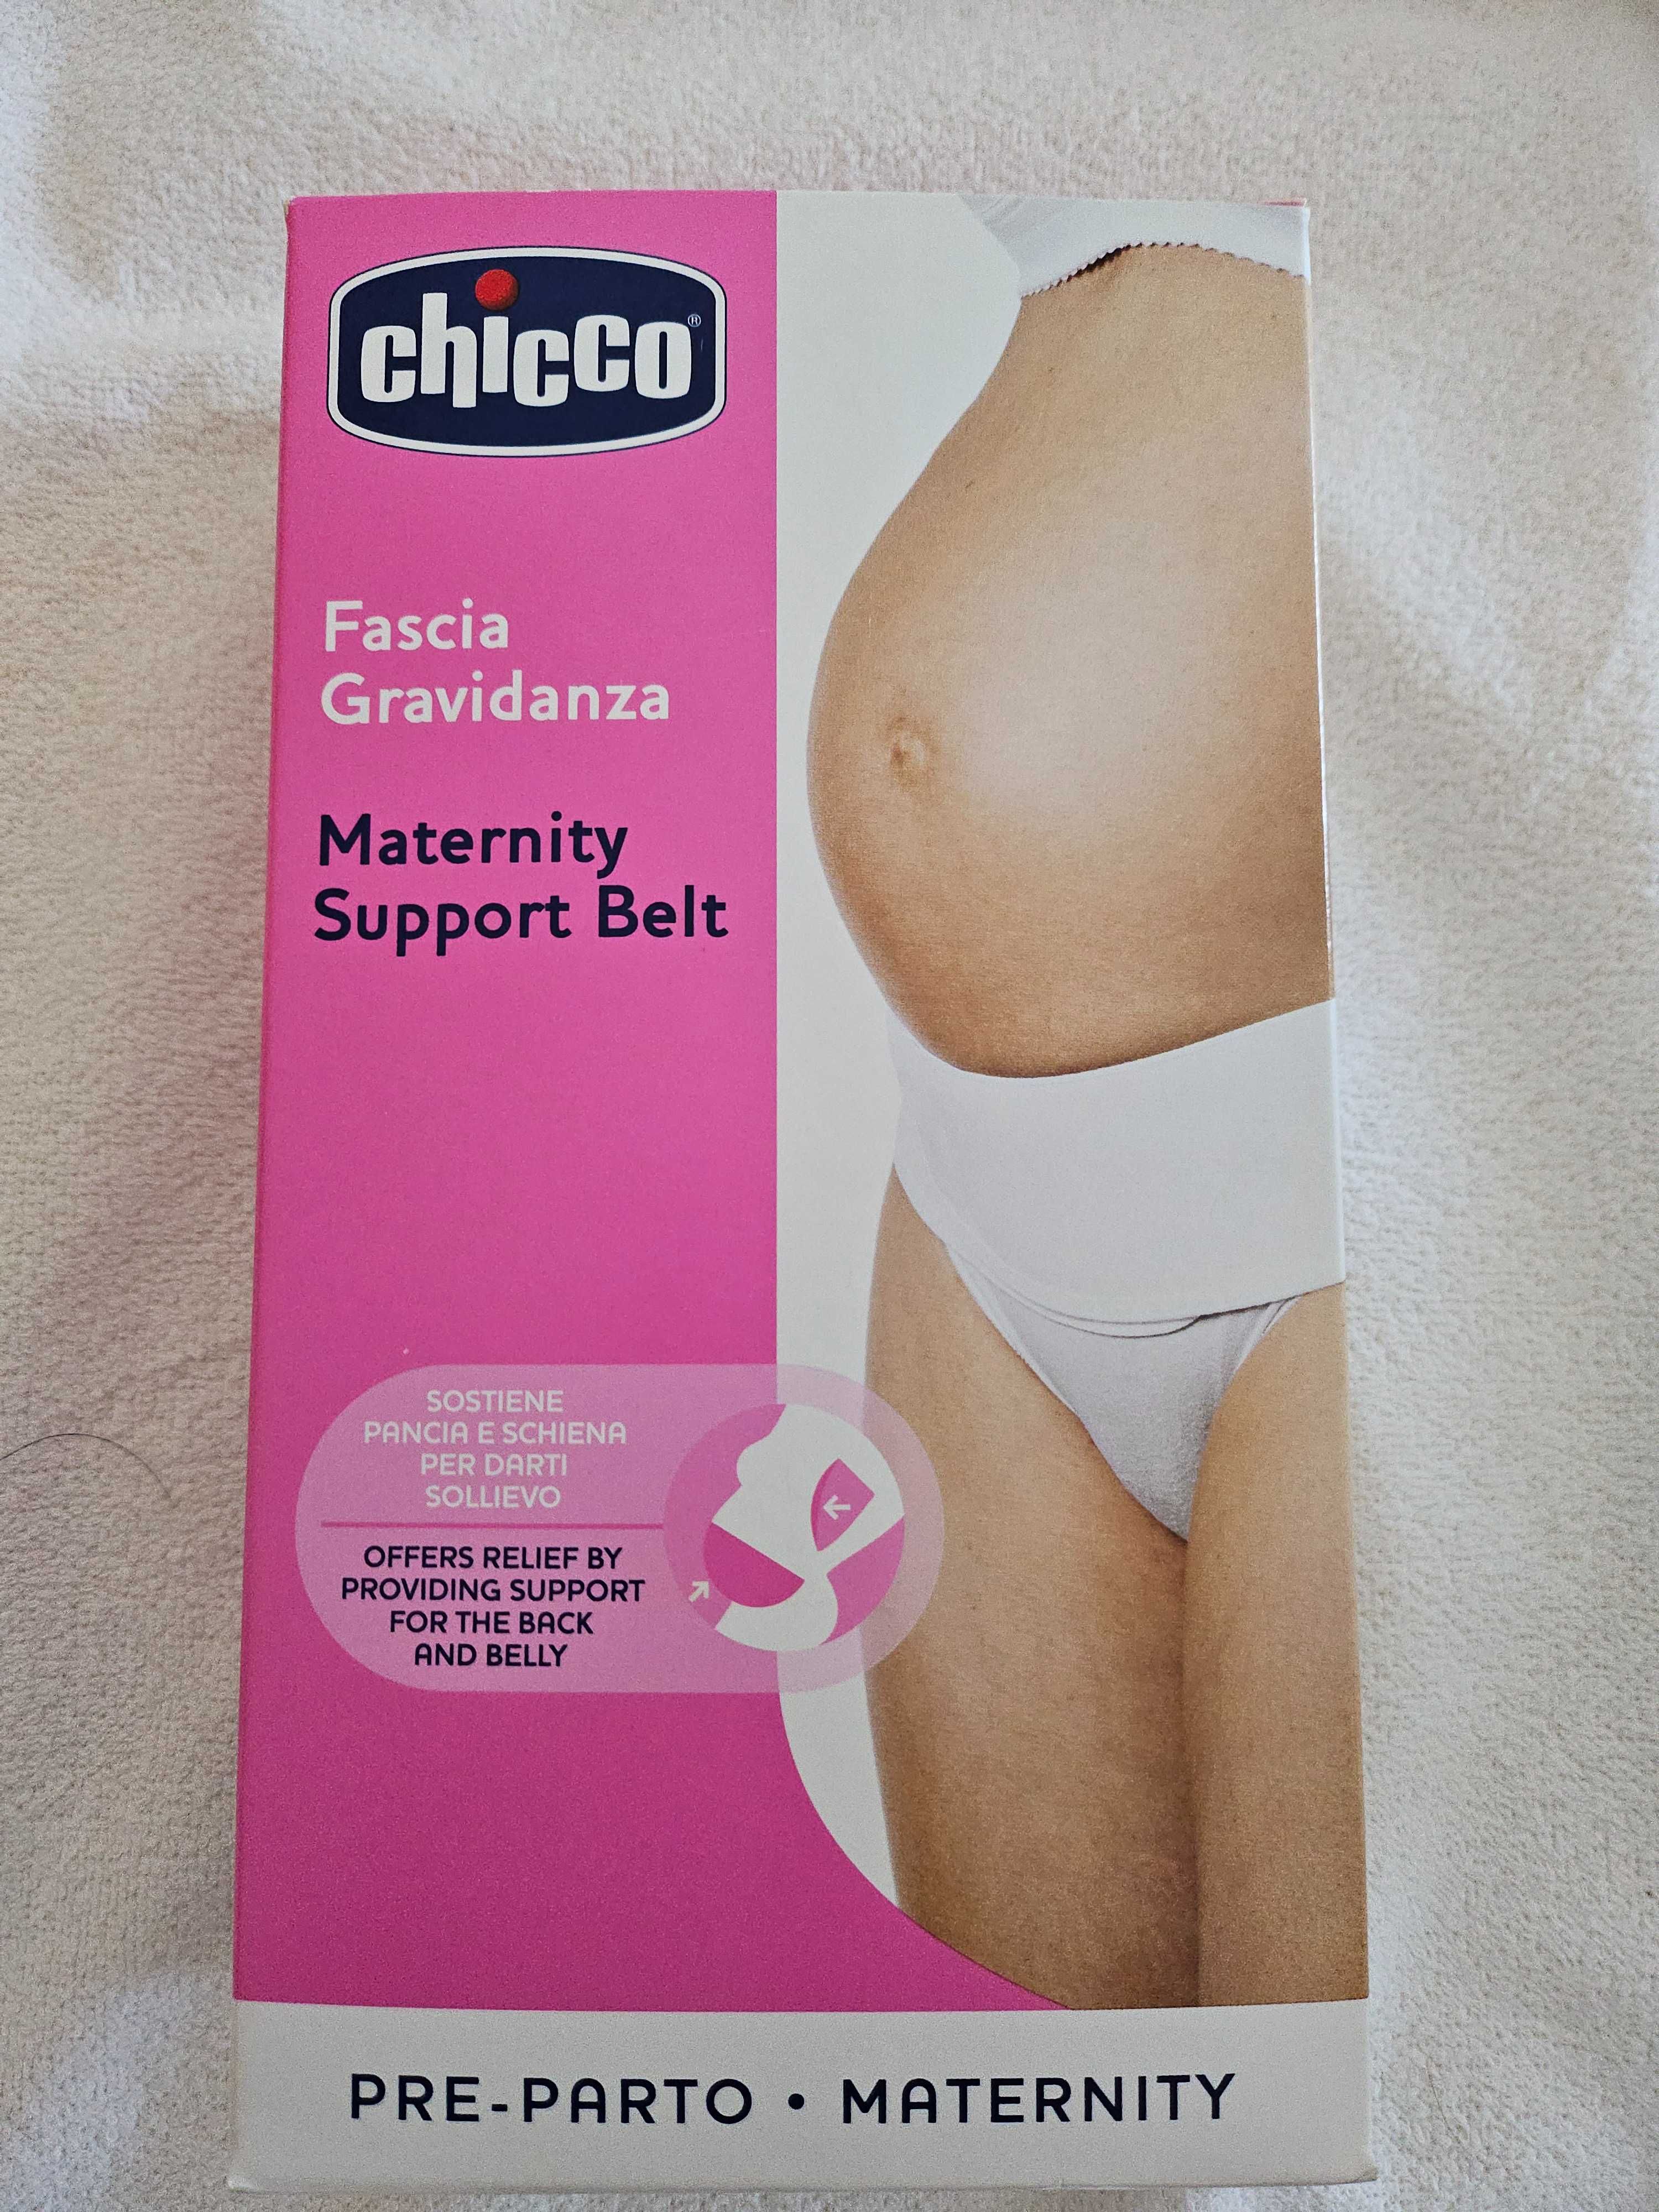 chicco®
Fascia
Gravidanza
Maternity
Support Belt
SOSTIENE
PANCIA E SCHIENA
PER DARTI
SOLLIEVO
OFFERS RELIEF BY
PROVIDING SUPPORT
FOR THE BACK
AND BELLY
PRE-PARTO • MATERNITY